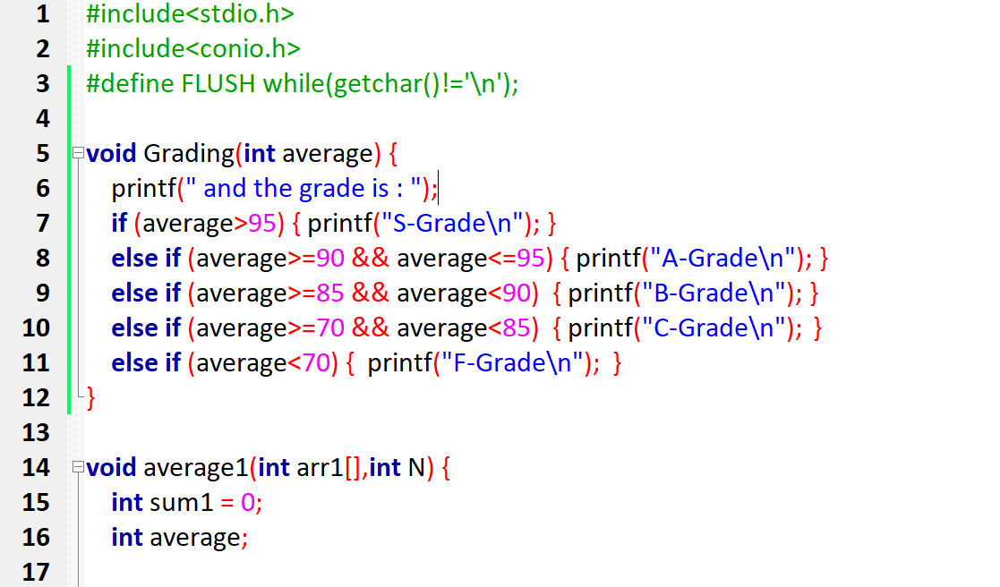 1 #include<stdio.h>
2 #include<conio.h>
3 #define FLUSH while(getchar()!='\n');
4
5 void Grading(int average) {
6 printf(" and the grade is : ");
7 if (average>95) { printf("S-Grade\n"); }
8 else if (average>=90 && average<=95) { printf("A-Grade\n"); }
9 else if (average>=85 && average<90)  { printf("B-Grade\n"); }
10 else if (average>=70 && average<85)  { printf("C-Grade\n");  }
11 else if (average<70) {  printf("F-Grade\n");  }
12 }
13
14 void average1(int arr1[],int N) {
15 int sum1 = 0;
16 int average;
17